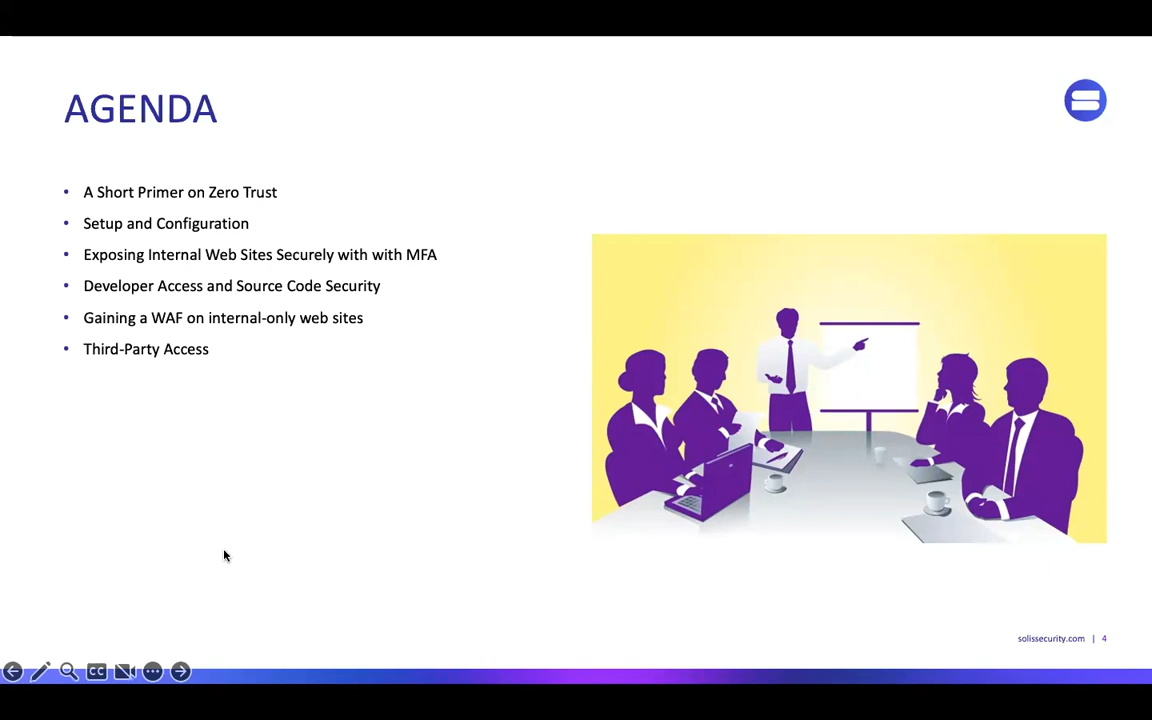 AGENDA
• A Short Primer on Zero Trust
• Setup and Configuration
• Exposing Internal Web Sites Securely with with MFA
• Developer Access and Source Code Security
• Gaining a WAF on internal-only web sites
• Third-Party Access
solissecurity.com | 4
CC